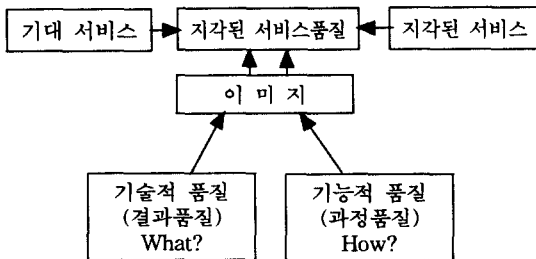 기대 서비스
지각된 서비스품질
지각된 서비스
이 미 지
기술적 품질
(결과품질)
What?
기능적 품질
(과정품질)
How?